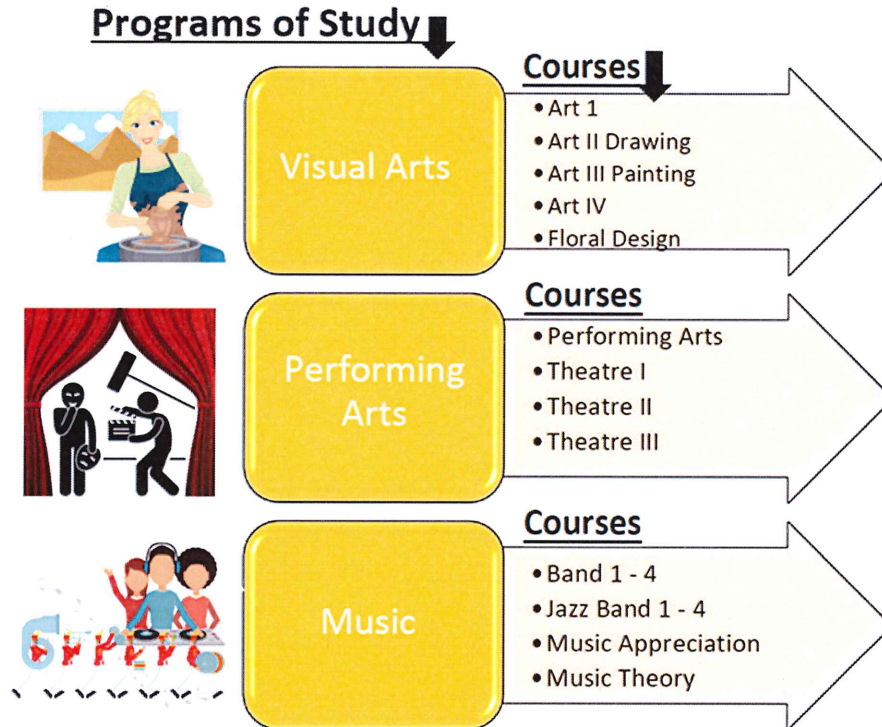 Programs of Study
Visual Arts
Courses
• Art 1
• Art II Drawing
• Art III Painting
• Art IV
• Floral Design
Performing
Arts
Courses
• Performing Arts
• Theatre I
• Theatre II
• Theatre III
Music
Courses
• Band 1 - 4
• Jazz Band 1 - 4
• Music Appreciation
• Music Theory